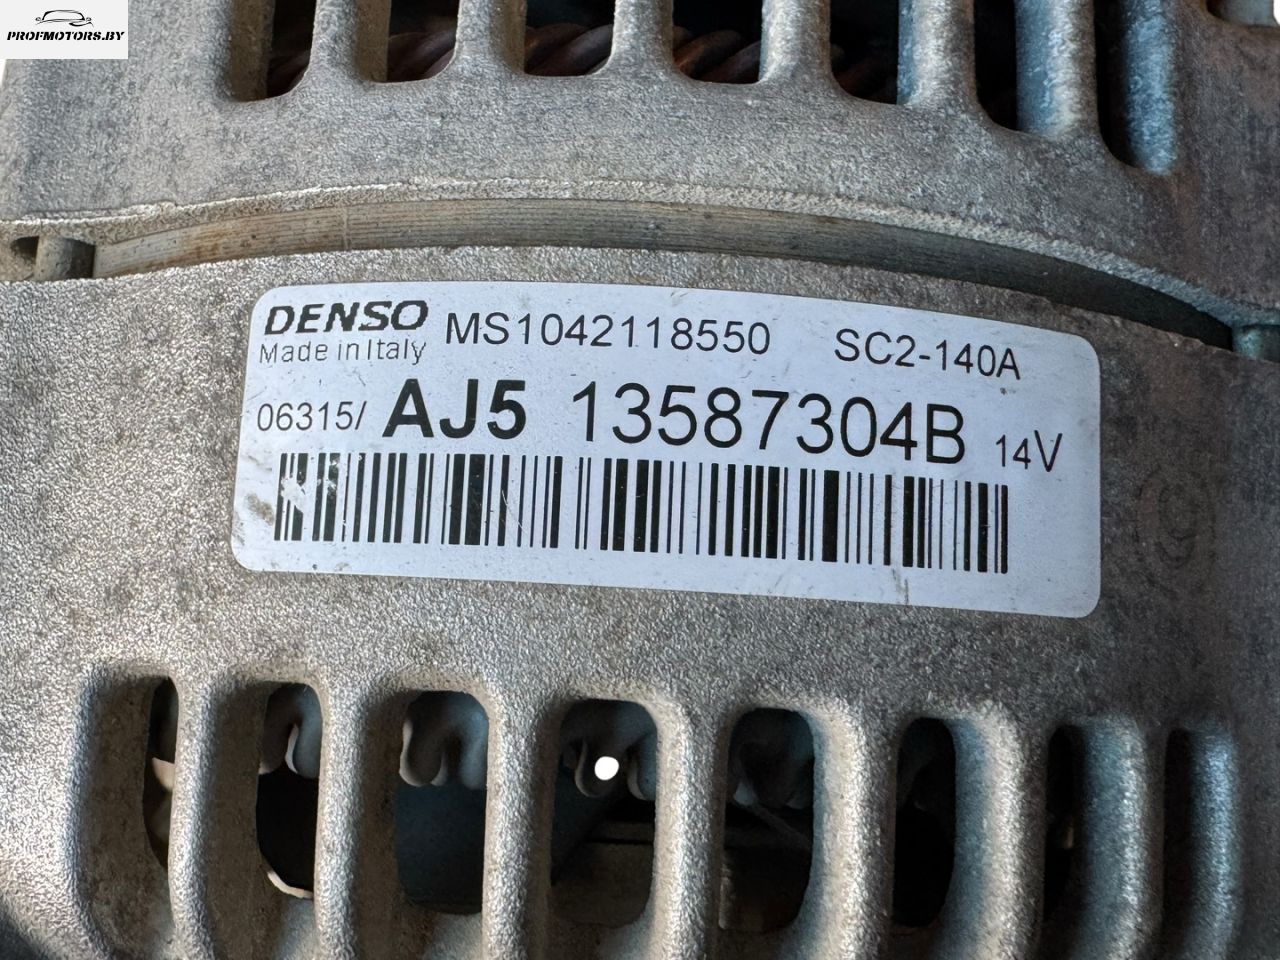 PROFMOTORS.BY
DENSO MS1042118550 SC2-140A
Made in Italy
06315/ AJ5 13587304B 14V